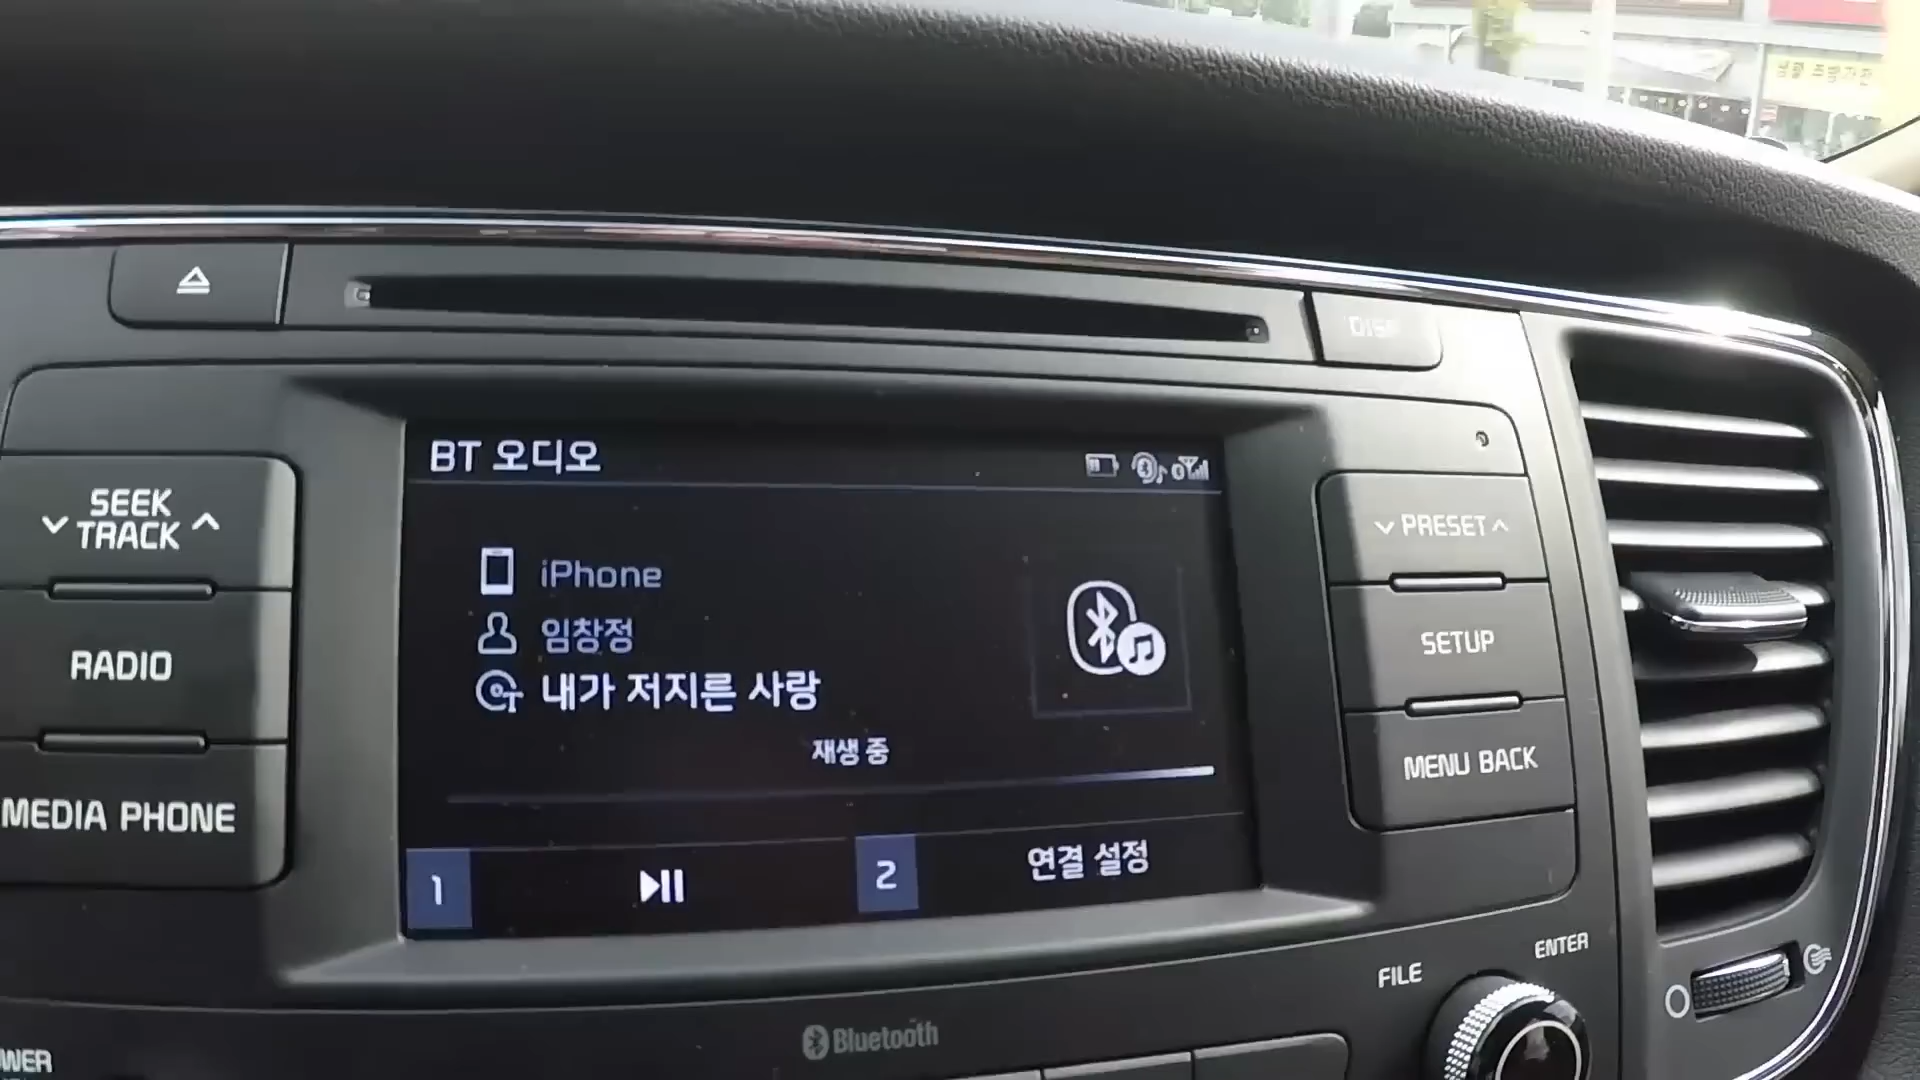 DISP
BT 오디오
SEEK
TRACK
iPhone
PRESET
임창정
RADIO
SETUP
내가 저지른 사랑
재생 중
MENU BACK
MEDIA PHONE
1
2
연결 설정
ENTER
FILE
Bluetooth